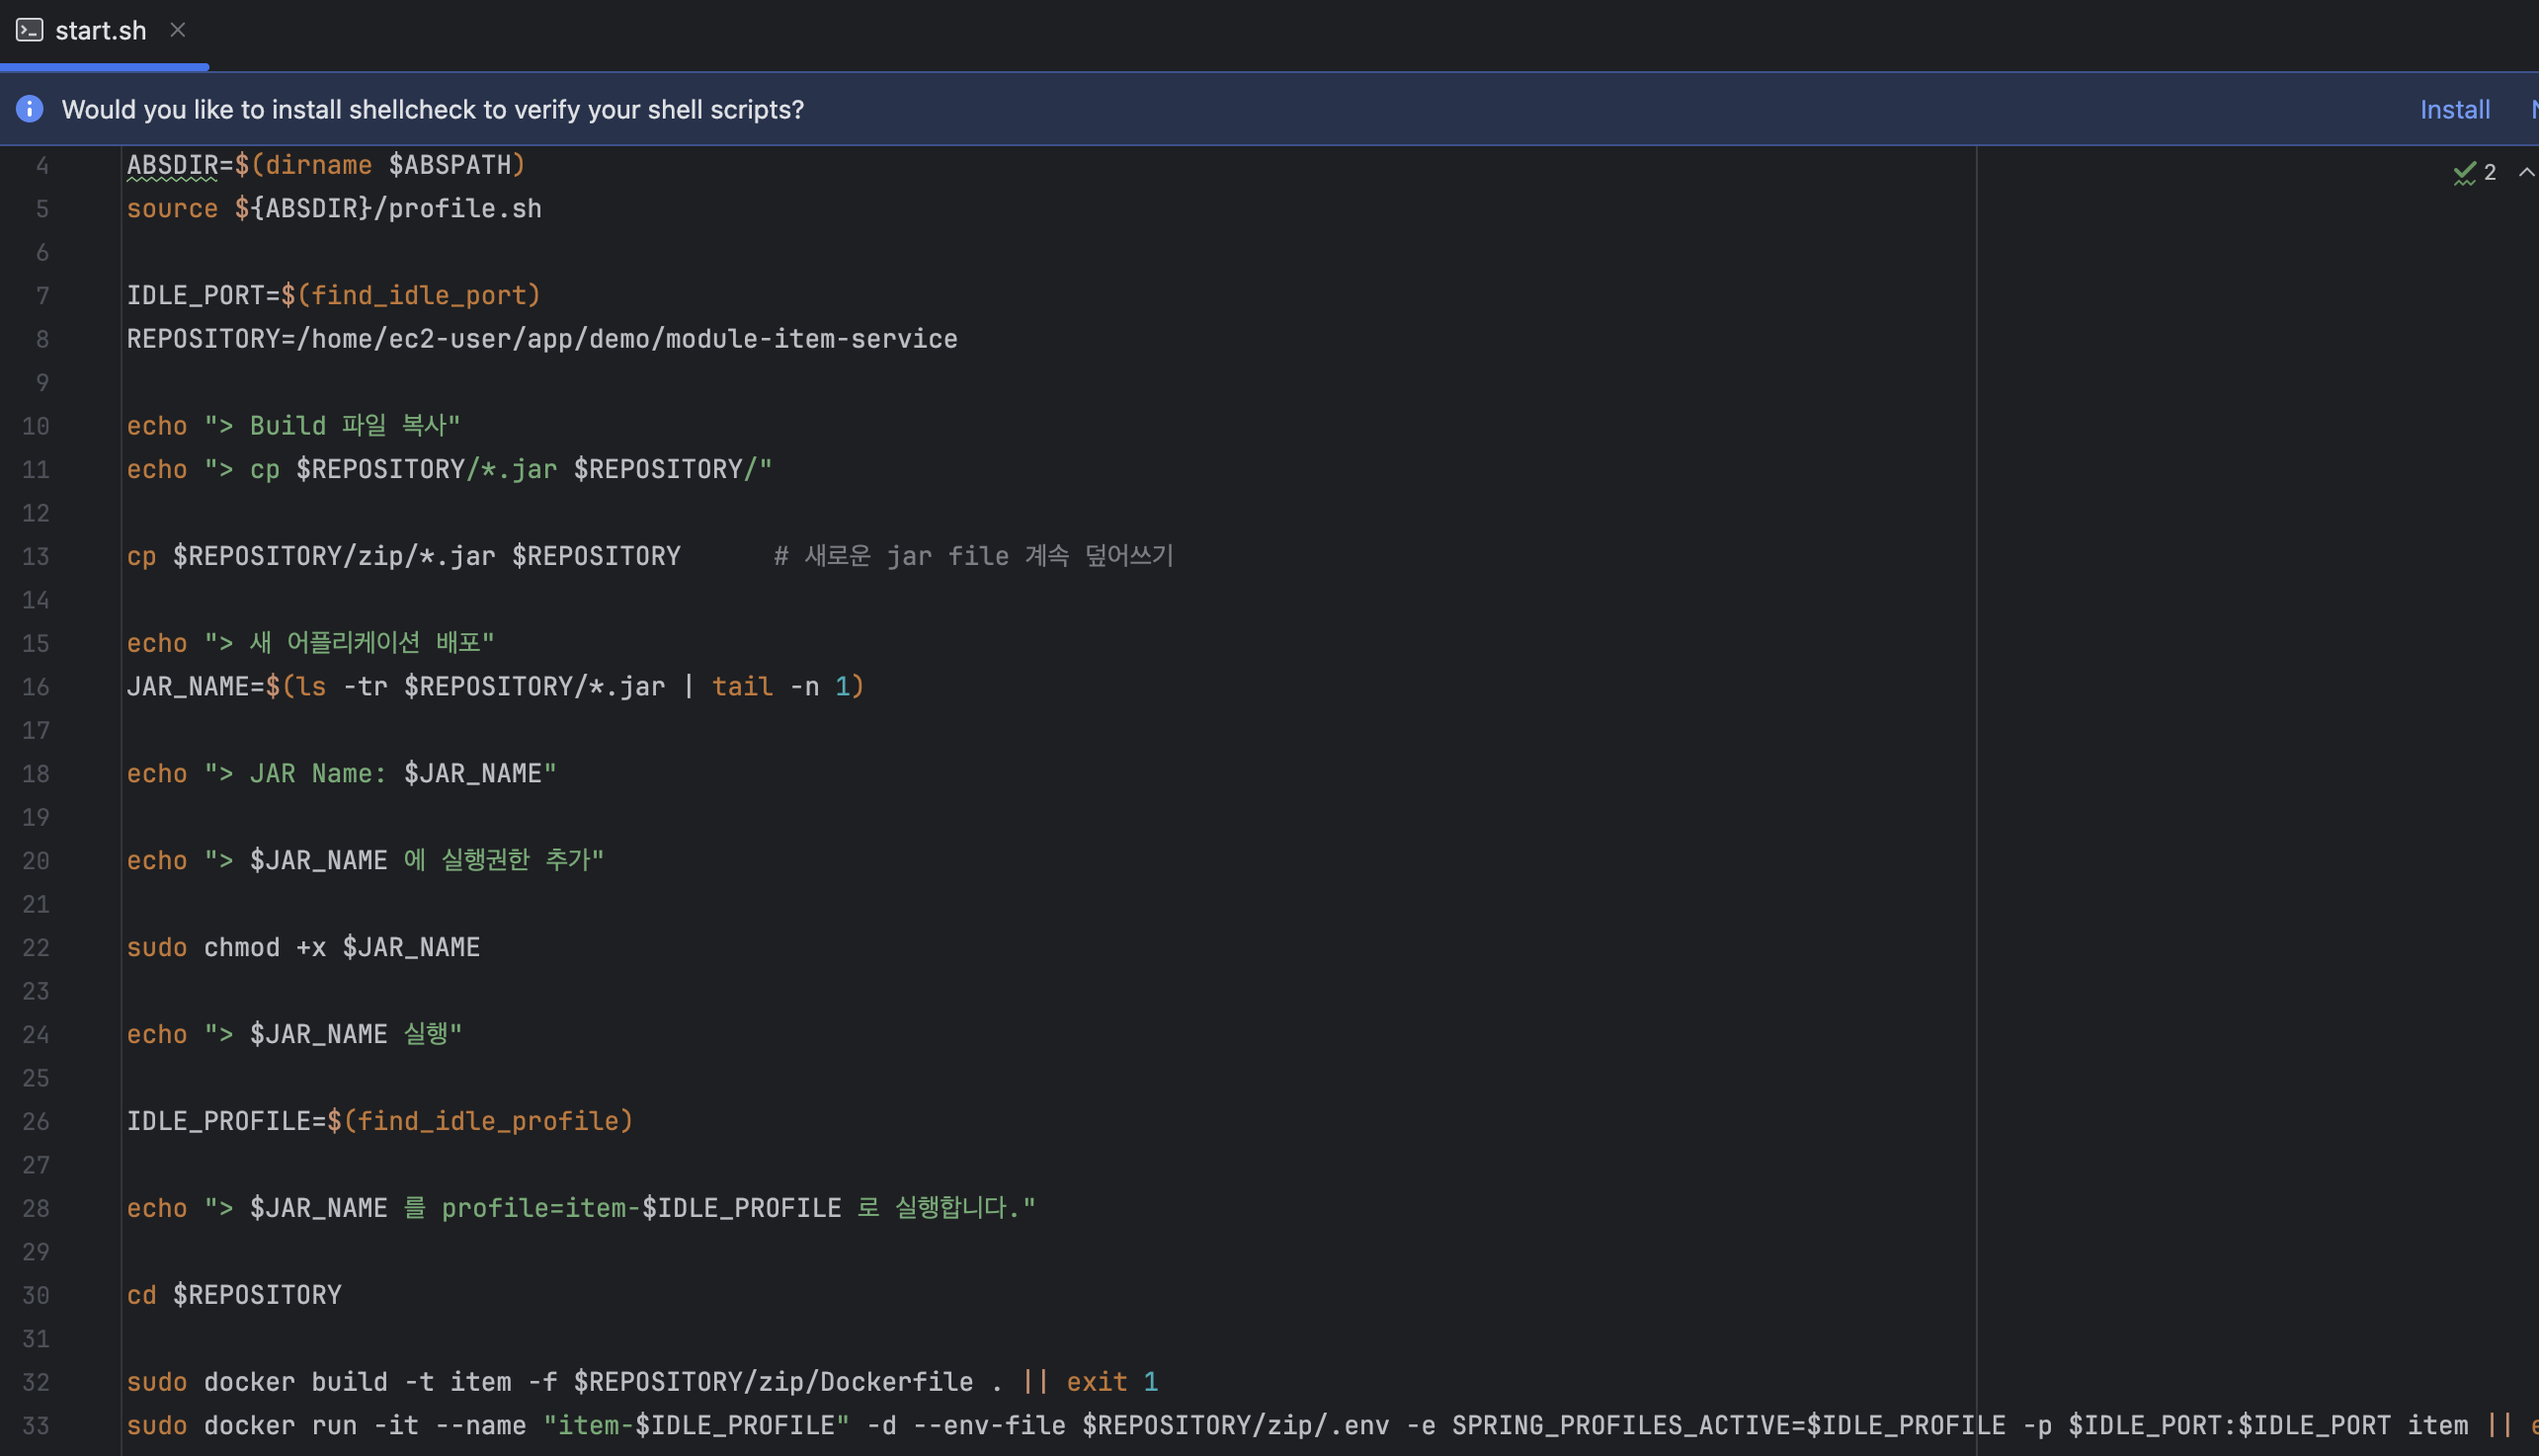 start.sh
Would you like to install shellcheck to verify your shell scripts? Install
2
4 ABSDIR=$(dirname $ABSPATH)
5 source ${ABSDIR}/profile.sh
6
7 IDLE_PORT=$(find_idle_port)
8 REPOSITORY=/home/ec2-user/app/demo/module-item-service
9
10 echo "> Build 파일 복사"
11 echo "> cp $REPOSITORY/*.jar $REPOSITORY/"
12
13 cp $REPOSITORY/zip/*.jar $REPOSITORY # 새로운 jar file 계속 덮어쓰기
14
15 echo "> 새 어플리케이션 배포"
16 JAR_NAME=$(ls -tr $REPOSITORY/*.jar | tail -n 1)
17
18 echo "> JAR Name: $JAR_NAME"
19
20 echo "> $JAR_NAME 에 실행권한 추가"
21
22 sudo chmod +x $JAR_NAME
23
24 echo "> $JAR_NAME 실행"
25
26 IDLE_PROFILE=$(find_idle_profile)
27
28 echo "> $JAR_NAME 를 profile=item-$IDLE_PROFILE 로 실행합니다."
29
30 cd $REPOSITORY
31
32 sudo docker build -t item -f $REPOSITORY/zip/Dockerfile . || exit 1
33 sudo docker run -it --name "item-$IDLE_PROFILE" -d --env-file $REPOSITORY/zip/.env -e SPRING_PROFILES_ACTIVE=$IDLE_PROFILE -p $IDLE_PORT:$IDLE_PORT item ||